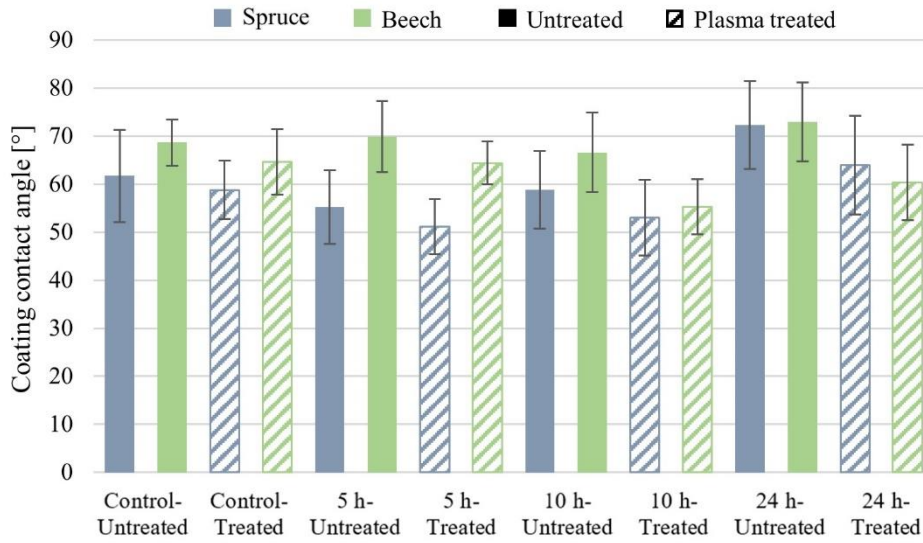 Spruce Beech Untreated Plasma treated
Coating contact angle [°]
90
80
70
60
50
40
30
20
10
0
Control- Control- 5 h- 5 h- 10 h- 10 h- 24 h- 24 h-
Untreated Treated Untreated Treated Untreated Treated Untreated Treated